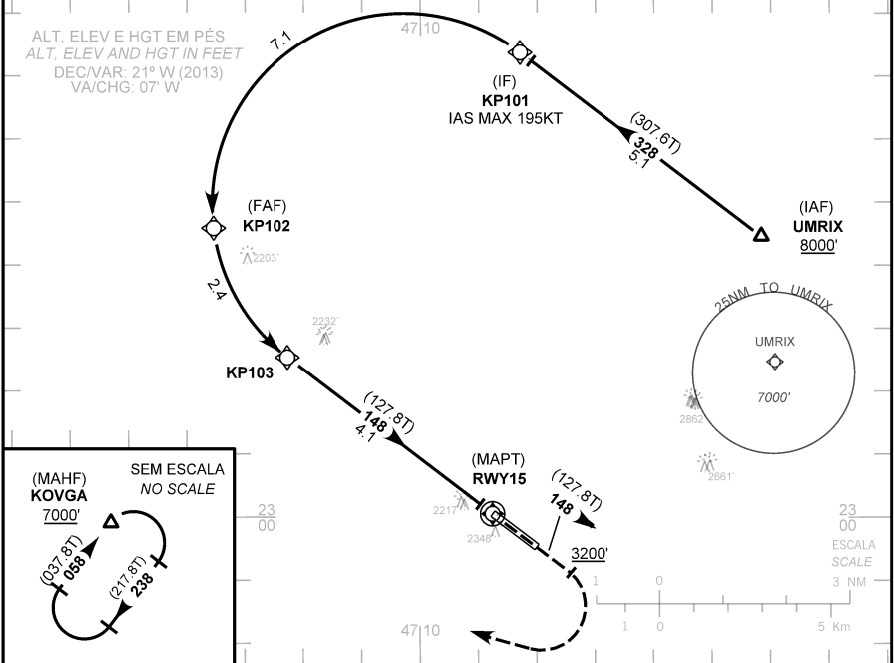 ALT, ELEV E HGT EM PÉS
ALT, ELEV AND HGT IN FEET
DEC/VAR: 21º W (2013)
VA/CHG: 07' W
47 10
7.1
(IF)
KP101
IAS MAX 195KT
(307.6T)
328
5.1
(IAF)
UMRIX
8000'
(FAF)
KP102
2203'
2.4
2232'
KP103
25NM TO UMRIX
UMRIX
7000'
2862'
2661'
(127.8T)
148
4.1
(MAPT)
RWY15
2217'
2348'
(127.8T)
148
3200'
23
00
23
00
(MAHF)
KOVGA
7000'
SEM ESCALA
NO SCALE
(037.8T)
058
(217.8T)
238
ESCALA
SCALE
1 0 3 NM
1 0 5 Km
47 10